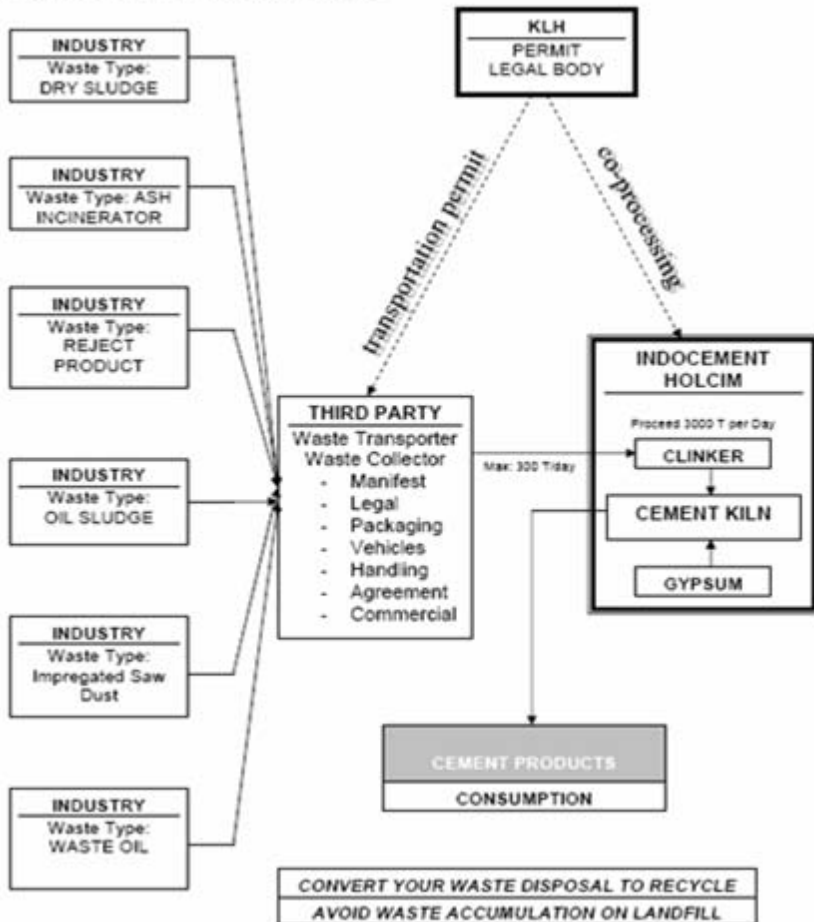 KLH
PERMIT
LEGAL BODY
INDUSTRY
Waste Type:
DRY SLUDGE
INDUSTRY
Waste Type: ASH
INCINERATOR
INDUSTRY
Waste Type:
REJECT
PRODUCT
INDUSTRY
Waste Type:
OIL SLUDGE
INDUSTRY
Waste Type:
Impregated Saw
Dust
INDUSTRY
Waste Type:
WASTE OIL
transportation permit
co-processing
THIRD PARTY
Waste Transporter
Waste Collector
- Manifest
- Legal
- Packaging
- Vehicles
- Handling
- Agreement
- Commercial
Max: 300 T/day
INDOCEMENT
HOLCIM
Proceed 3000 T per Day
CLINKER
CEMENT KILN
GYPSUM
CEMENT PRODUCTS
CONSUMPTION
CONVERT YOUR WASTE DISPOSAL TO RECYCLE
AVOID WASTE ACCUMULATION ON LANDFILL